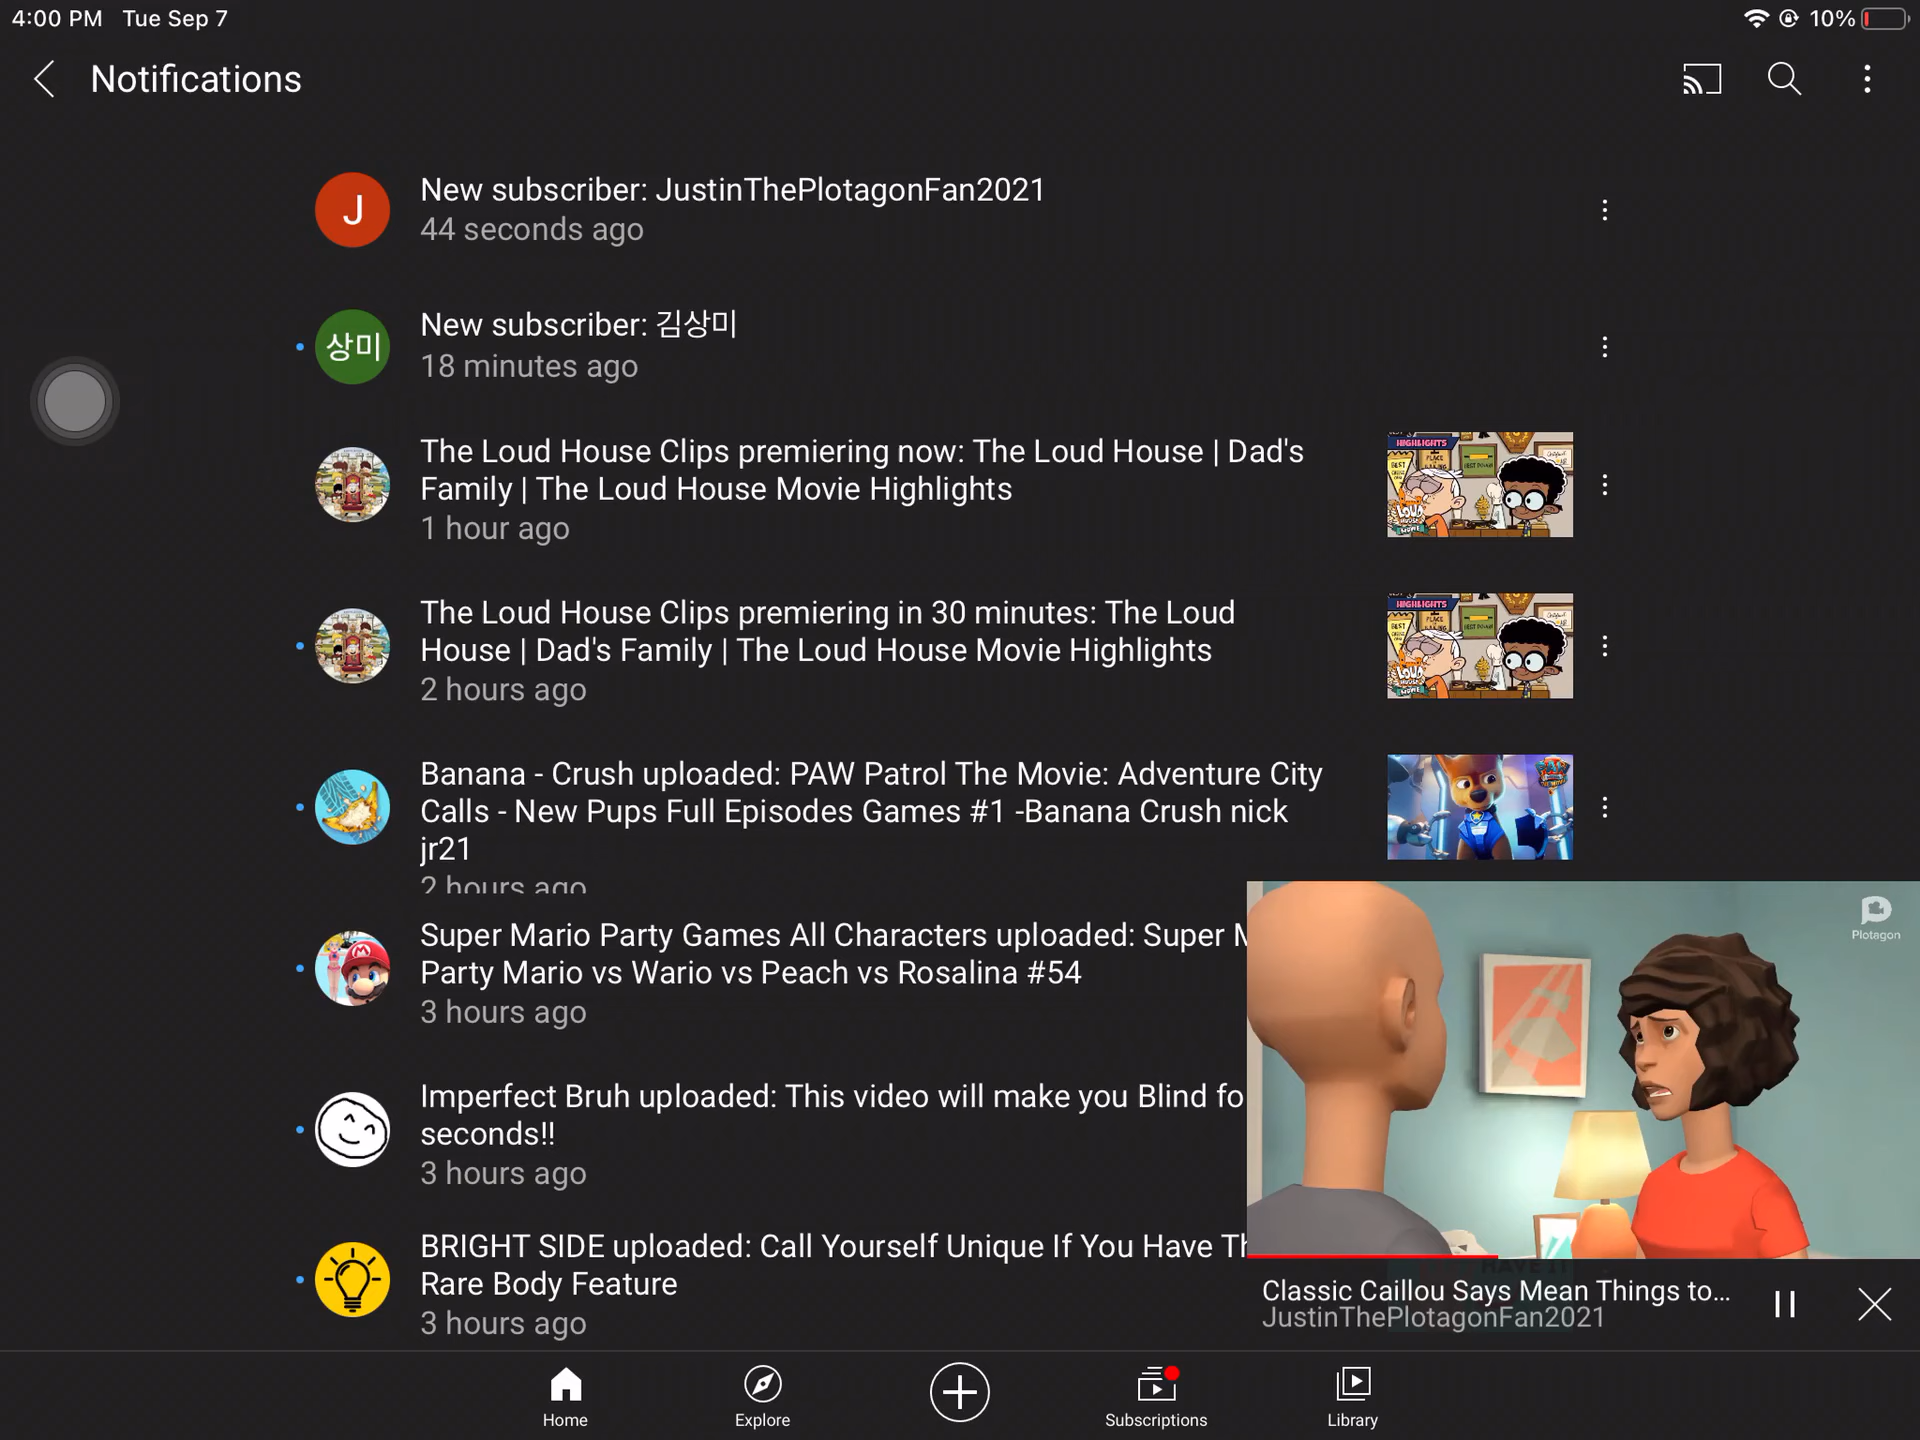 4:00 PM Tue Sep 7
10%
Notifications
J
New subscriber: JustinThePlotagonFan2021
44 seconds ago
상미
New subscriber: 김상미
18 minutes ago
The Loud House Clips premiering now: The Loud House | Dad's
Family | The Loud House Movie Highlights
1 hour ago
HIGHLIGHTS
The Loud House Clips premiering in 30 minutes: The Loud
House | Dad's Family | The Loud House Movie Highlights
2 hours ago
HIGHLIGHTS
Banana - Crush uploaded: PAW Patrol The Movie: Adventure City
Calls - New Pups Full Episodes Games #1 -Banana Crush nick
jr21
2 hours ago
Super Mario Party Games All Characters uploaded: Super
Party Mario vs Wario vs Peach vs Rosalina #54
3 hours ago
Imperfect Bruh uploaded: This video will make you Blind
seconds!!
3 hours ago
BRIGHT SIDE uploaded: Call Yourself Unique If You Have
Rare Body Feature
3 hours ago
Plotagon
Classic Caillou Says Mean Things to...
JustinThePlotagonFan2021
Home
Explore
Subscriptions
Library